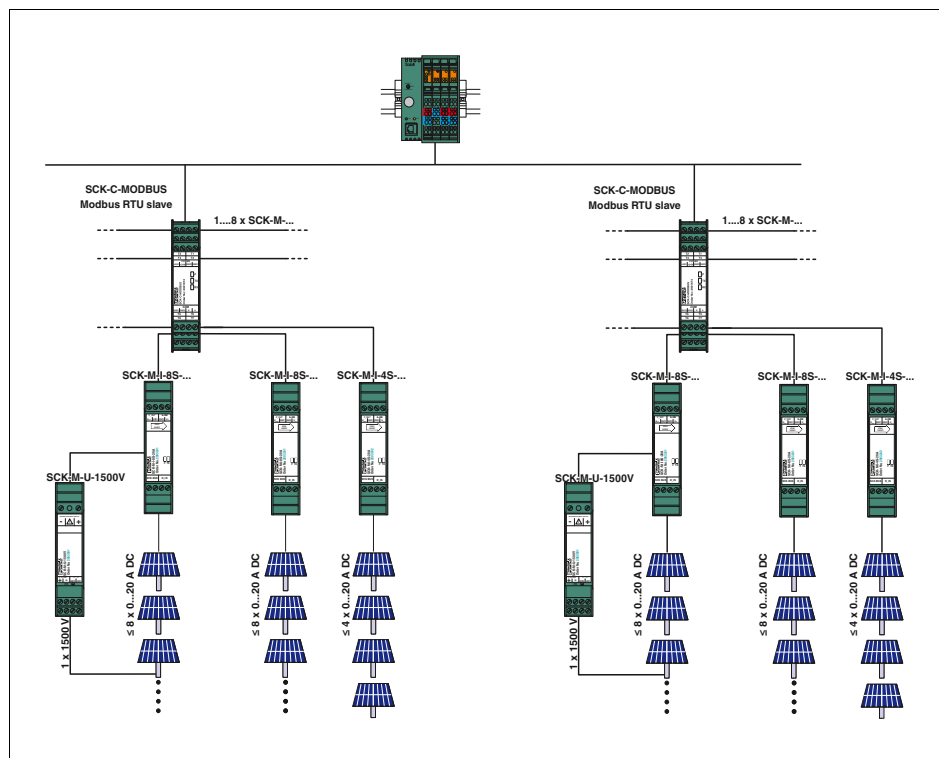 SCK-C-MODBUS
Modbus RTU slave
1....8 x SCK-M-...
SCK-M-I-8S-...
SCK-M-I-8S-...
SCK-M-I-4S-...
SCK-M-U-1500V
≤ 8 x 0...20 A DC
≤ 8 x 0...20 A DC
≤ 4 x 0...20 A DC
1 x 1500 V
SCK-C-MODBUS
Modbus RTU slave
1....8 x SCK-M-...
SCK-M-I-8S-...
SCK-M-I-8S-...
SCK-M-I-4S-...
SCK-M-U-1500V
≤ 8 x 0...20 A DC
≤ 8 x 0...20 A DC
≤ 4 x 0...20 A DC
1 x 1500 V